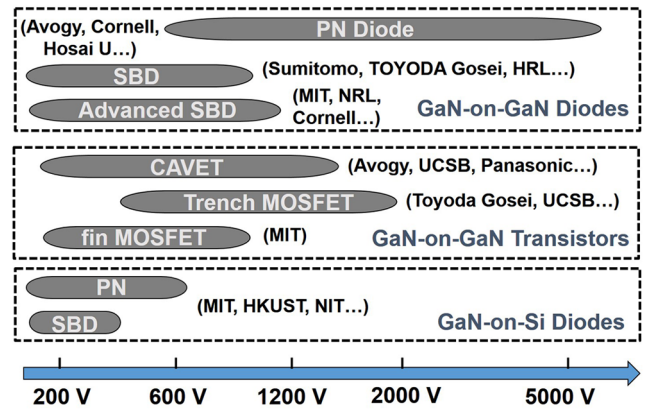 (Avogy, Cornell,
Hosai U...)
PN Diode
SBD
(Sumitomo, TOYODA Gosei, HRL...)
Advanced SBD
(MIT, NRL,
Cornell...)
GaN-on-GaN Diodes
CAVET
(Avogy, UCSB, Panasonic...)
Trench MOSFET
(Toyoda Gosei, UCSB...)
fin MOSFET
(MIT)
GaN-on-GaN Transistors
PN
(MIT, HKUST, NIT...)
SBD
GaN-on-Si Diodes
200 V 600 V 1200 V 2000 V 5000 V